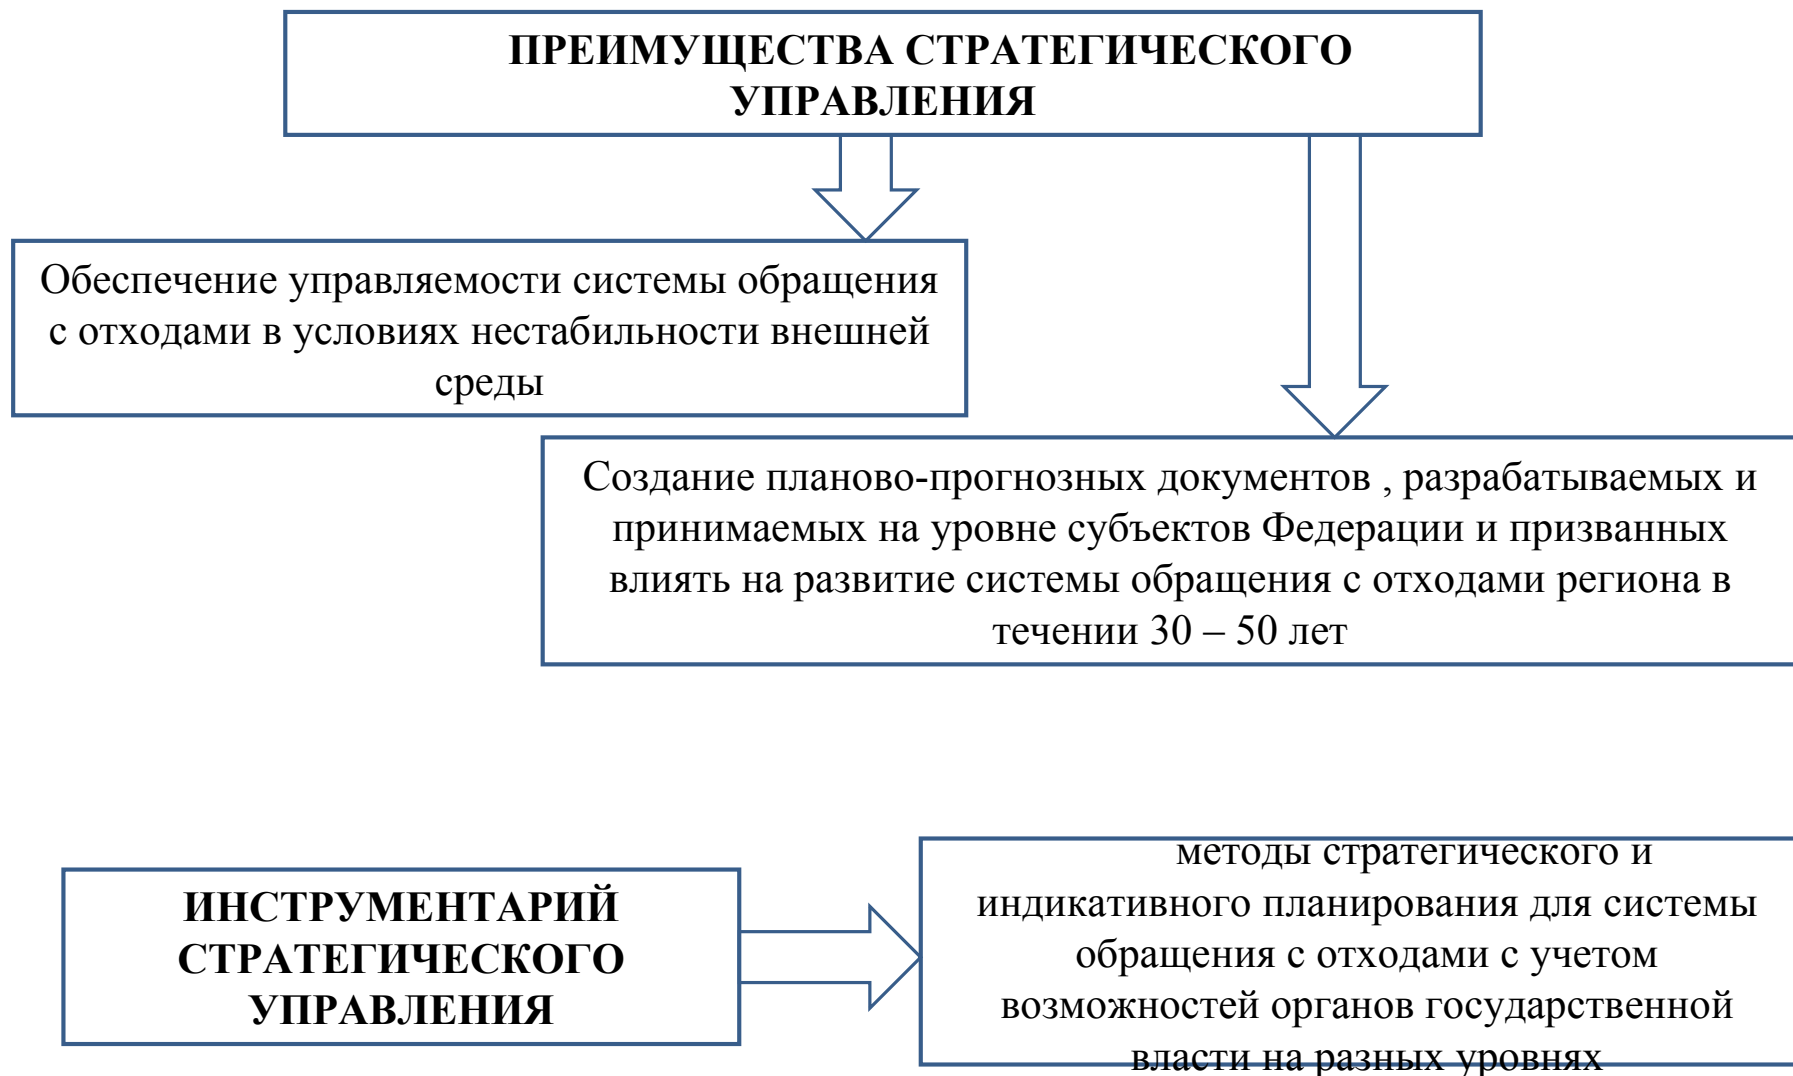 ПРЕИМУЩЕСТВА СТРАТЕГИЧЕСКОГО
УПРАВЛЕНИЯ
Обеспечение управляемости системы обращения
с отходами в условиях нестабильности внешней
среды
Создание планово-прогнозных документов , разрабатываемых и
принимаемых на уровне субъектов Федерации и призванных
влиять на развитие системы обращения с отходами региона в
течении 30 – 50 лет
ИНСТРУМЕНТАРИЙ
СТРАТЕГИЧЕСКОГО
УПРАВЛЕНИЯ
методы стратегического и
индикативного планирования для системы
обращения с отходами с учетом
возможностей органов государственной
власти на разных уровнях